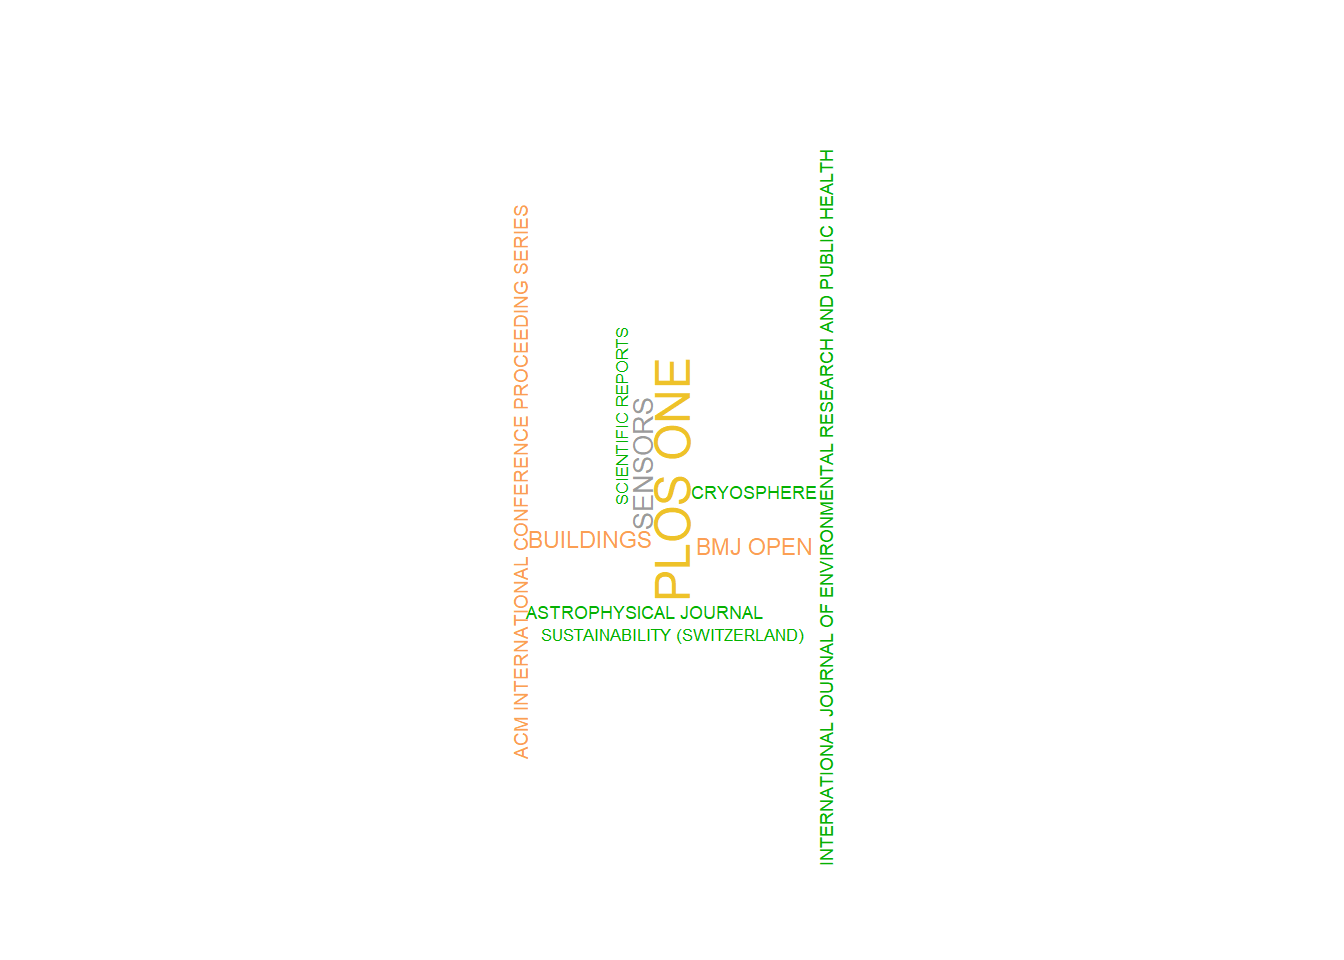 ACM INTERNATIONAL CONFERENCE PROCEEDING SERIES
SCIENTIFIC REPORTS
SENSORS
PLOS ONE
INTERNATIONAL JOURNAL OF ENVIRONMENTAL RESEARCH AND PUBLIC HEALTH
CRYOSPHERE
BUILDINGS
BMJ OPEN
ASTROPHYSICAL JOURNAL
SUSTAINABILITY (SWITZERLAND)